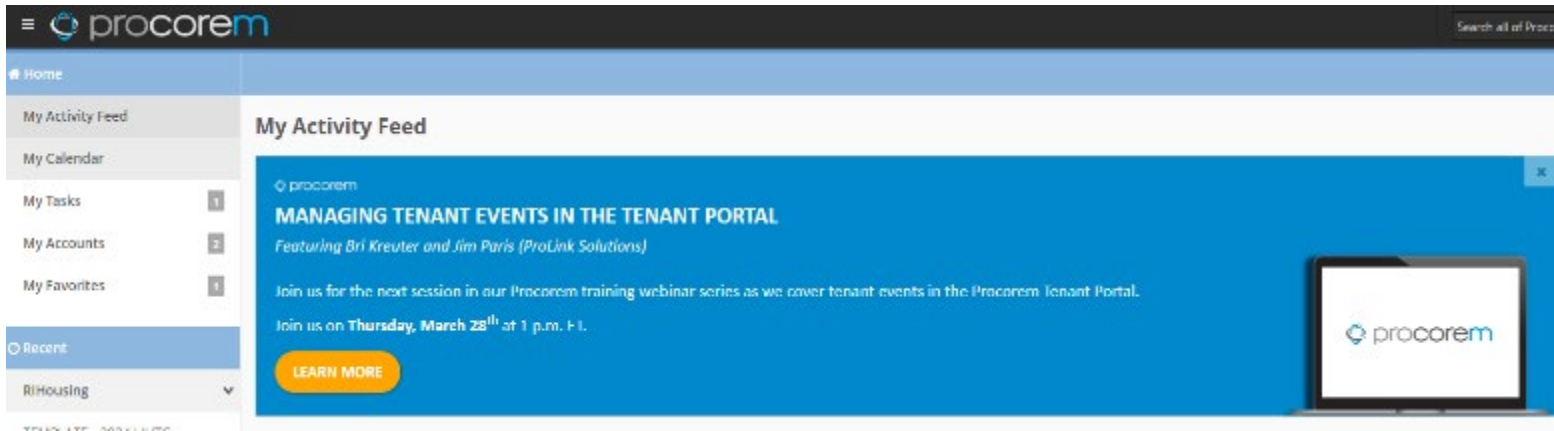 procorem
Search all of Proco
Home
My Activity Feed
My Calendar
My Tasks 1
My Accounts 2
My Favorites 1
Recent
RIHousing
My Activity Feed
procorem
MANAGING TENANT EVENTS IN THE TENANT PORTAL
Featuring Bri Kreuter and Jim Paris (ProLink Solutions)
Join us for the next session in our Procorem training webinar series as we cover tenant events in the Procorem Tenant Portal.
Join us on Thursday, March 28th at 1 p.m. ET.
LEARN MORE
procorem